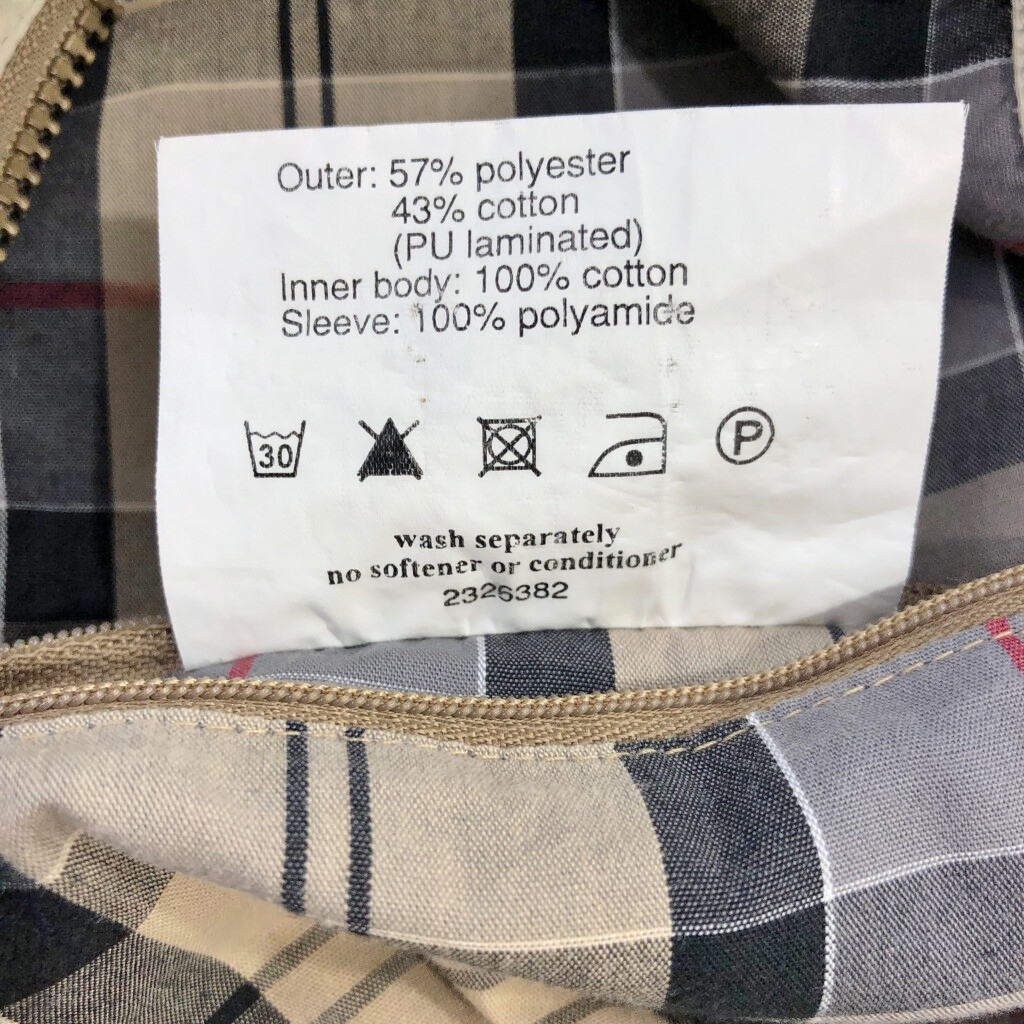 Outer: 57% polyester
43% cotton
(PU laminated)
Inner body: 100% cotton
Sleeve: 100% polyamide
30
P
wash separately
no softener or conditioner
2326382